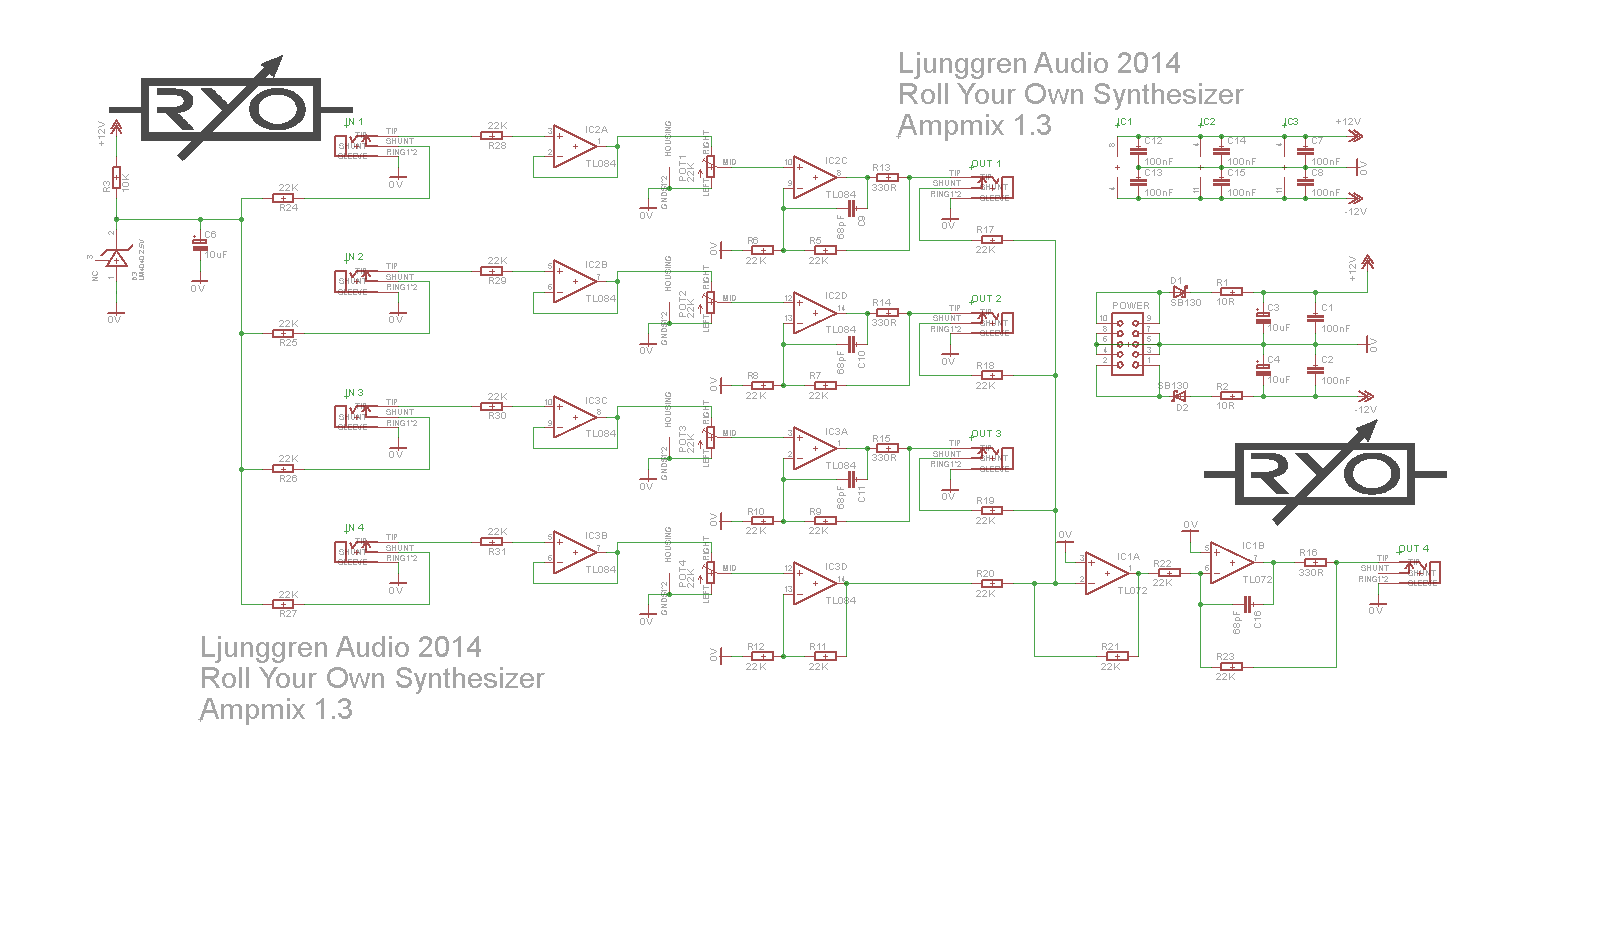 Ljunggren Audio 2014
Roll Your Own Synthesizer
Ampmix 1.3
RYO
+12V
R3
10K
2
3
NC
1
D3
LM4040 2.5V
0V
C6
10uF
0V
22K
R24
22K
R25
22K
R26
22K
R27
IN 1
TIP
SHUNT
RING1*2
SLEEVE
0V
22K
R28
IC2A
3
2
1
TL084
HOUSING
GNDS1*2
POT1
22K
RIGHT
LEFT
MID
0V
IC2C
10
9
8
TL084
R13
330R
68pF
C9
0V
R6
22K
R5
22K
OUT 1
TIP
SHUNT
RING1*2
SLEEVE
0V
R17
22K
IN 2
TIP
SHUNT
RING1*2
SLEEVE
0V
22K
R29
IC2B
5
6
7
TL084
HOUSING
GNDS1*2
POT2
22K
RIGHT
LEFT
MID
0V
IC2D
12
13
14
TL084
R14
330R
68pF
C10
0V
R8
22K
R7
22K
OUT 2
TIP
SHUNT
RING1*2
SLEEVE
0V
R18
22K
IN 3
TIP
SHUNT
RING1*2
SLEEVE
0V
22K
R30
IC3C
10
9
8
TL084
HOUSING
GNDS1*2
POT3
22K
RIGHT
LEFT
MID
0V
IC3A
3
2
1
TL084
R15
330R
68pF
C11
0V
R10
22K
R9
22K
OUT 3
TIP
SHUNT
RING1*2
SLEEVE
0V
R19
22K
IN 4
TIP
SHUNT
RING1*2
SLEEVE
0V
22K
R31
IC3B
5
6
7
TL084
HOUSING
GNDS1*2
POT4
22K
RIGHT
LEFT
MID
0V
IC3D
12
13
14
TL084
0V
R12
22K
R11
22K
R20
22K
0V
IC1A
3
2
1
TL072
R21
22K
R22
22K
0V
IC1B
5
6
7
TL072
R16
330R
68pF
C16
R23
22K
OUT 4
TIP
SHUNT
RING1*2
SLEEVE
0V
IC1
IC2
IC3
+12V
8
4
4
C12
100nF
C14
100nF
C7
100nF
0V
4
11
11
C13
100nF
C15
100nF
C8
100nF
-12V
POWER
10
9
8
7
6
5
4
3
2
1
D1
SB130
R1
10R
C3
10uF
C1
100nF
+12V
0V
C4
10uF
C2
100nF
SB130
D2
R2
10R
-12V
RYO
Ljunggren Audio 2014
Roll Your Own Synthesizer
Ampmix 1.3